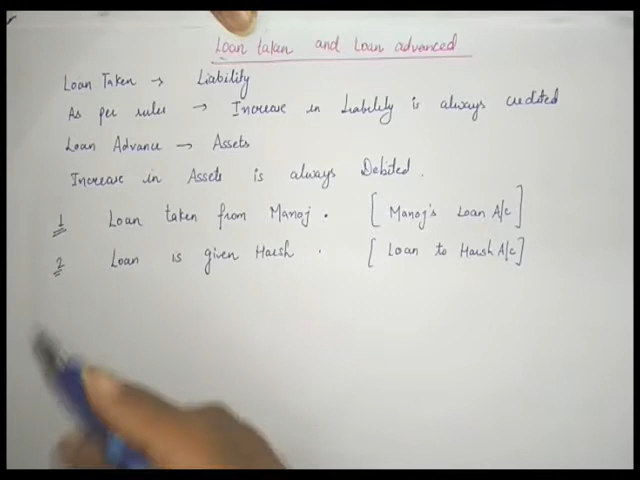 Loan taken and Loan advanced
Loan Taken → Liability
As per rules → Increase in Liability is always credited
Loan Advance → Assets
Increase in Assets is always Debited.
1 Loan taken from Manoj. [Manoj's Loan A/c]
2 Loan is given Harsh. [Loan to Harsh A/c]